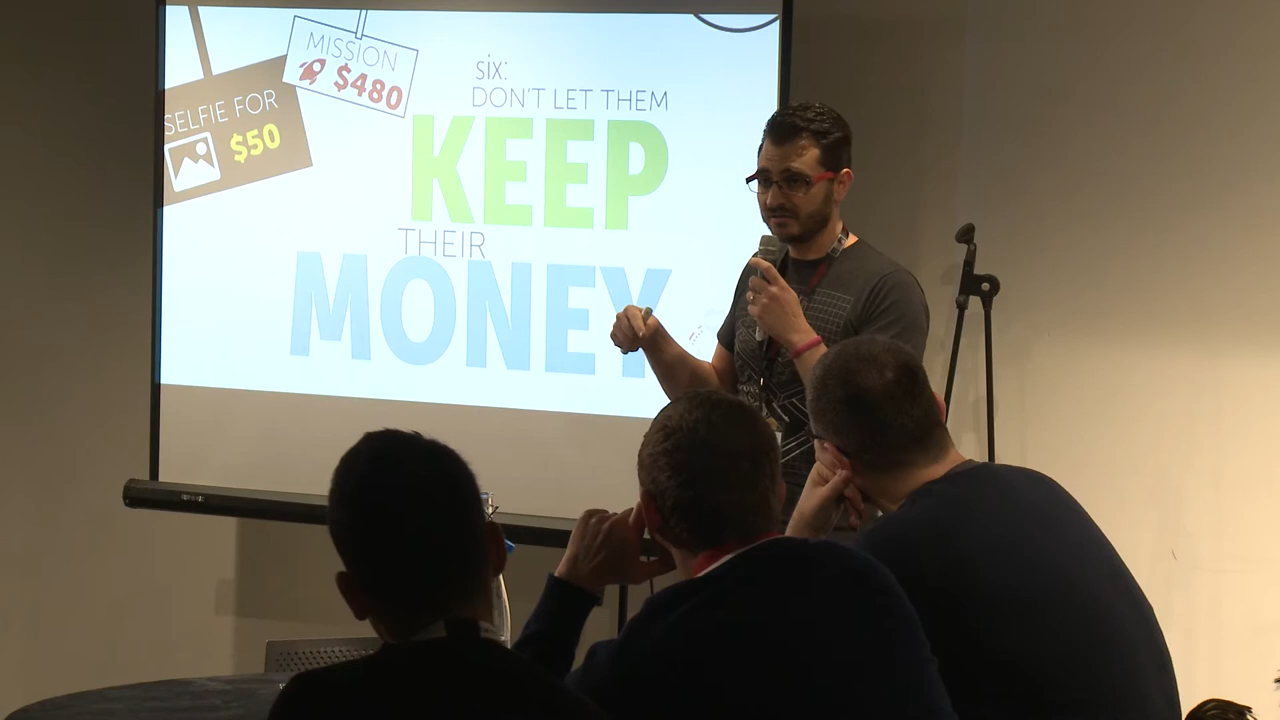 MISSION
$480
SELFIE FOR
$50
six:
DON'T LET THEM
KEEP
THEIR
MONEY